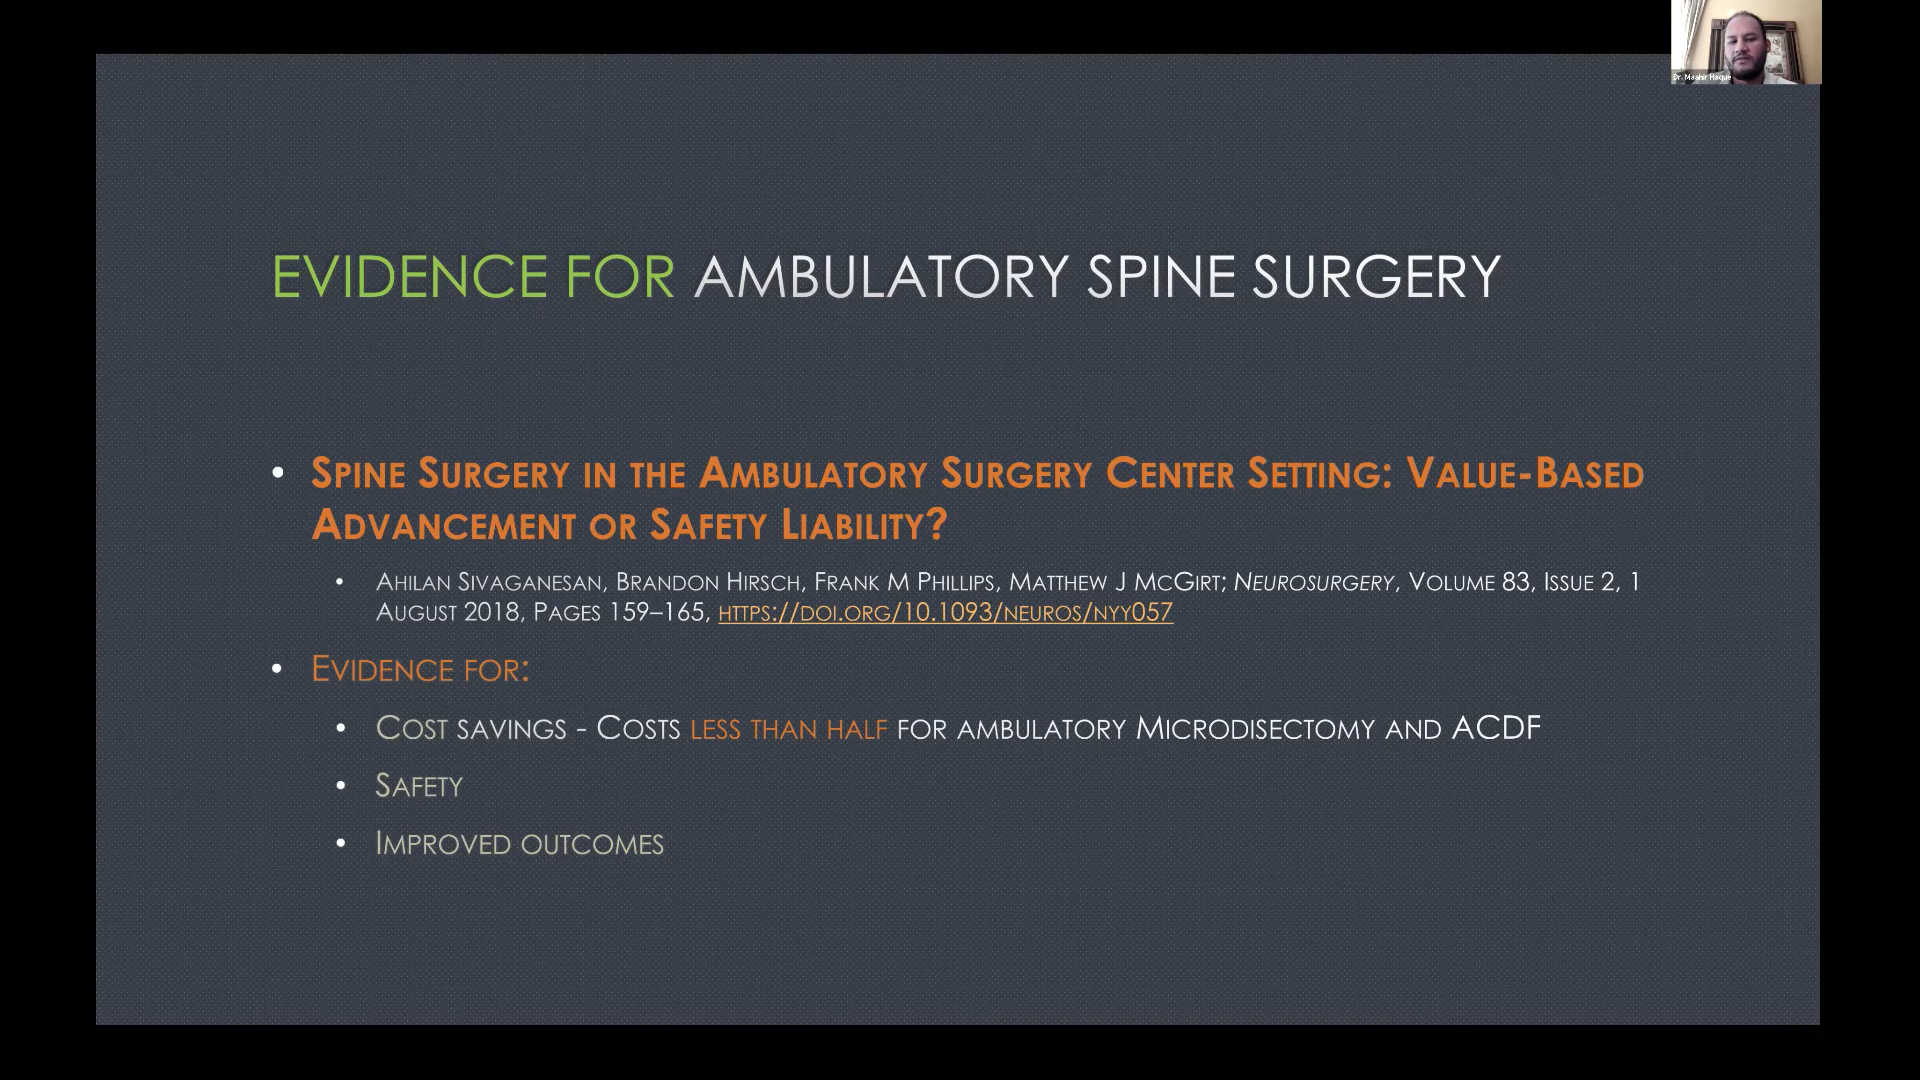 Dr. Maahir Haque
EVIDENCE FOR AMBULATORY SPINE SURGERY
• SPINE SURGERY IN THE AMBULATORY SURGERY CENTER SETTING: VALUE-BASED
ADVANCEMENT OR SAFETY LIABILITY?
• AHILAN SIVAGANESAN, BRANDON HIRSCH, FRANK M PHILLIPS, MATTHEW J MCGIRT; NEUROSURGERY, VOLUME 83, ISSUE 2, 1
AUGUST 2018, PAGES 159–165, HTTPS://DOI.ORG/10.1093/NEUROS/NYY057
• EVIDENCE FOR:
• COST SAVINGS - COSTS LESS THAN HALF FOR AMBULATORY MICRODISECTOMY AND ACDF
• SAFETY
• IMPROVED OUTCOMES